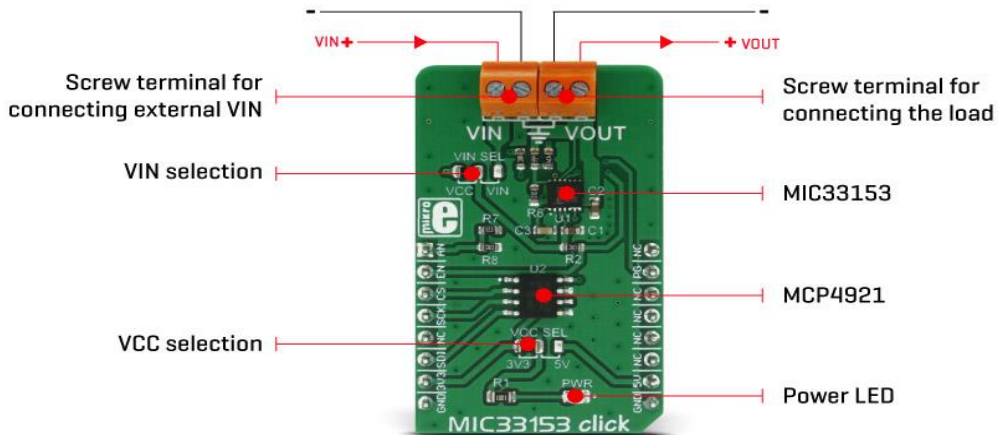 -
-
VIN +
+ VOUT
Screw terminal for
connecting external VIN
Screw terminal for
connecting the load
VIN
VOUT
VIN selection
VIN SEL
VCC
VIN
MIC33153
mikro
e
R6
U1
C2
C3
C1
R7
R8
R2
AN
EN
CS
SCK
NC
SDI
3V3
GND
NC
PG
NC
NC
NC
NC
5V
GND
U2
MCP4921
VCC selection
VCC SEL
3V3
5V
R1
PWR
Power LED
MIC33153 click